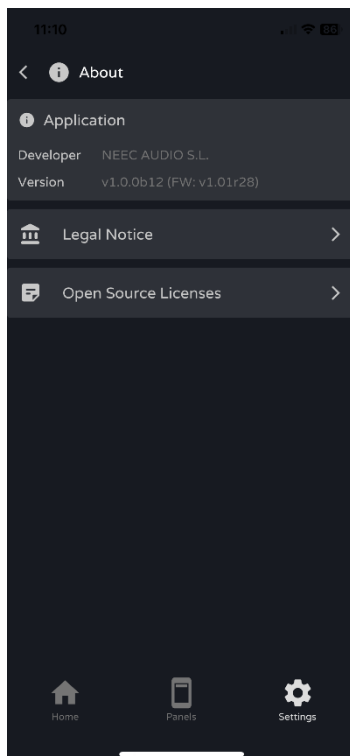 11:10
86
About
Application
Developer NEEC AUDIO S.L.
Version v1.0.0b12 (FW: v1.01r28)
Legal Notice
Open Source Licenses
Home Panels Settings